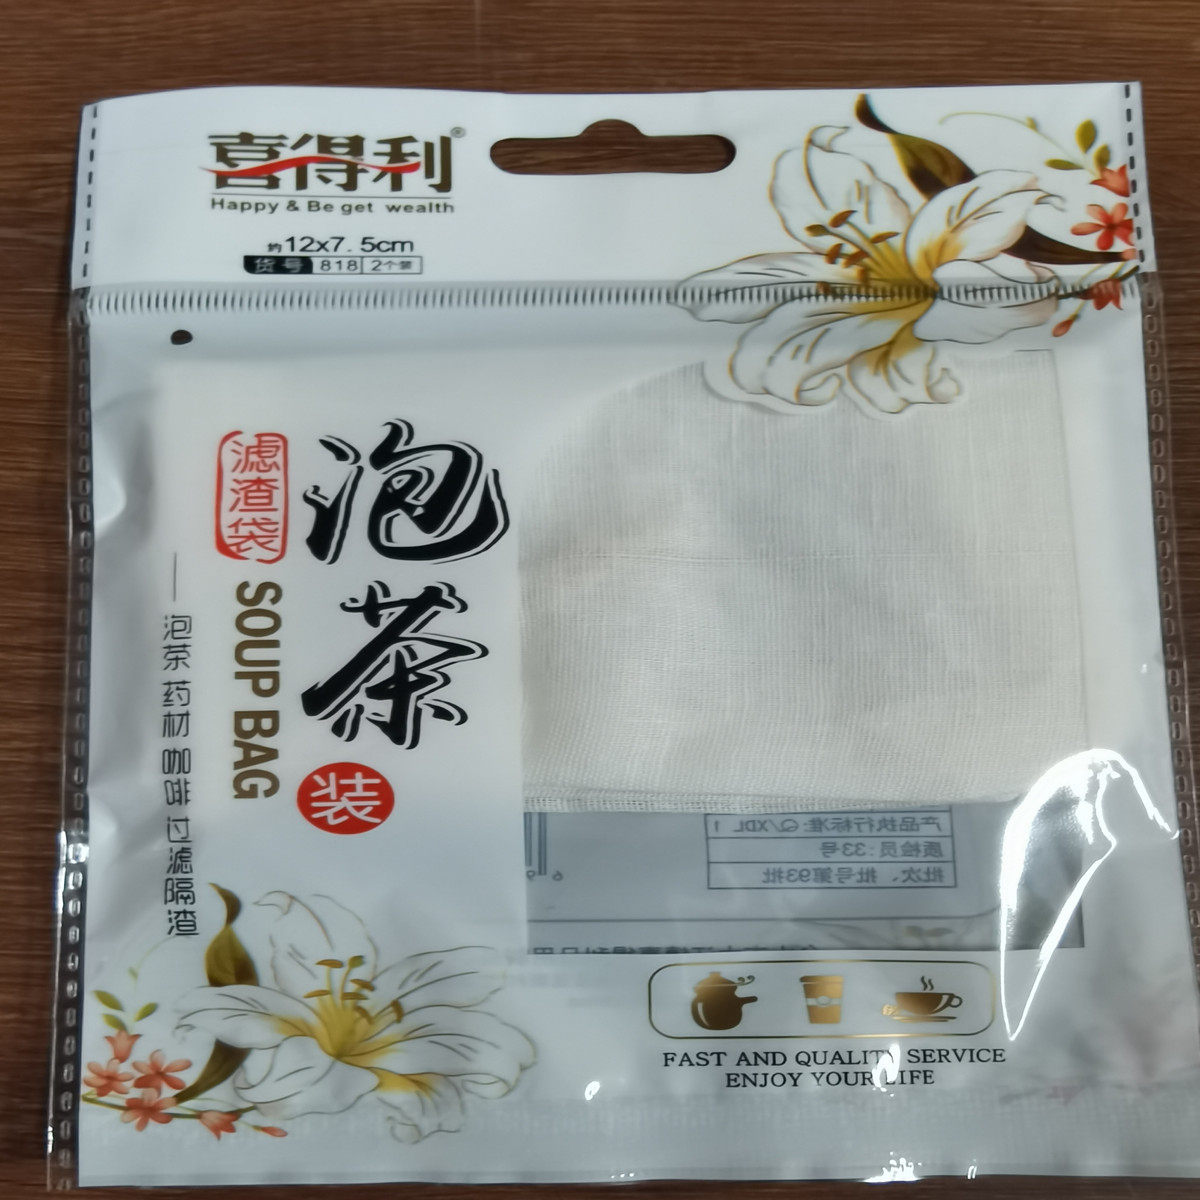 喜得利®
Happy & Be get wealth
约12x7.5cm
货号 818 2个装
泡茶装
滤渣袋
SOUP BAG
——泡茶 药材 咖啡 过滤隔渣
产品执行标准:Q/XDL 1
质检员:33号
批次、批号第93批
FAST AND QUALITY SERVICE
ENJOY YOUR LIFE